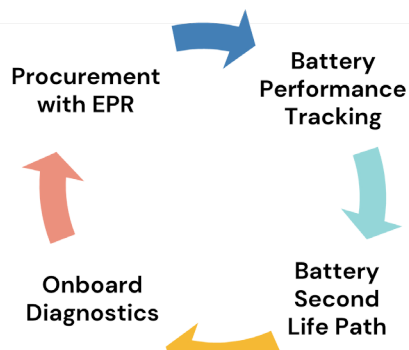 Procurement
with EPR
Battery
Performance
Tracking
Battery
Second
Life Path
Onboard
Diagnostics